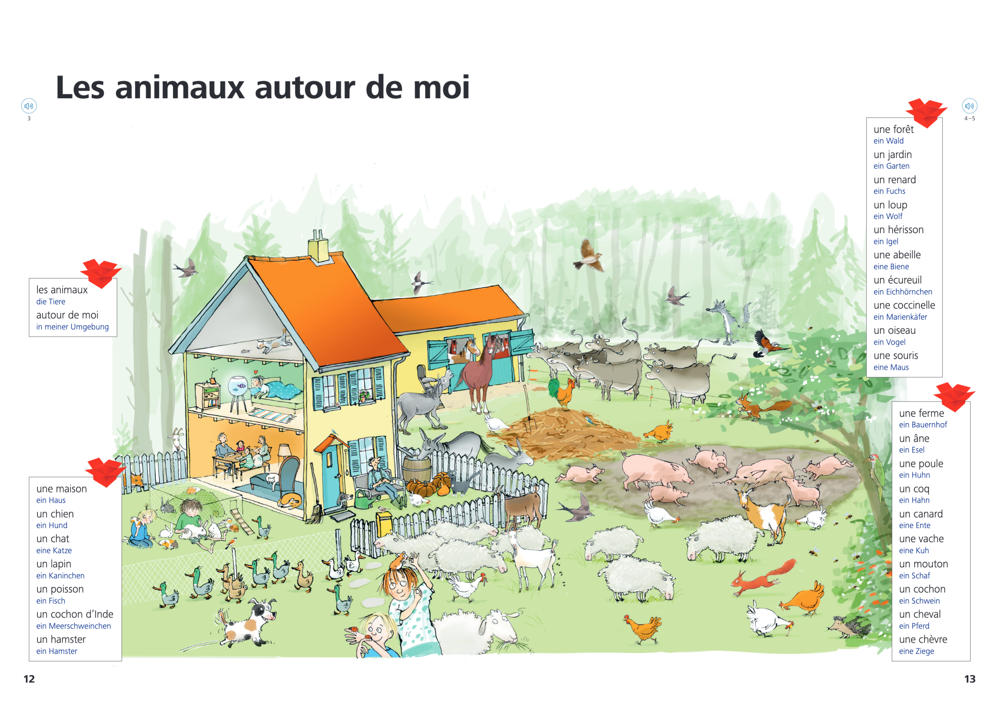 Les animaux autour de moi
3
4–5
les animaux
die Tiere
autour de moi
in meiner Umgebung
une maison
ein Haus
un chien
ein Hund
un chat
eine Katze
un lapin
ein Kaninchen
un poisson
ein Fisch
un cochon d’Inde
ein Meerschweinchen
un hamster
ein Hamster
une forêt
ein Wald
un jardin
ein Garten
un renard
ein Fuchs
un loup
ein Wolf
un hérisson
ein Igel
une abeille
eine Biene
un écureuil
ein Eichhörnchen
une coccinelle
ein Marienkäfer
un oiseau
ein Vogel
une souris
eine Maus
une ferme
ein Bauernhof
un âne
ein Esel
une poule
ein Huhn
un coq
ein Hahn
un canard
eine Ente
une vache
eine Kuh
un mouton
ein Schaf
un cochon
ein Schwein
un cheval
ein Pferd
une chèvre
eine Ziege
12
13